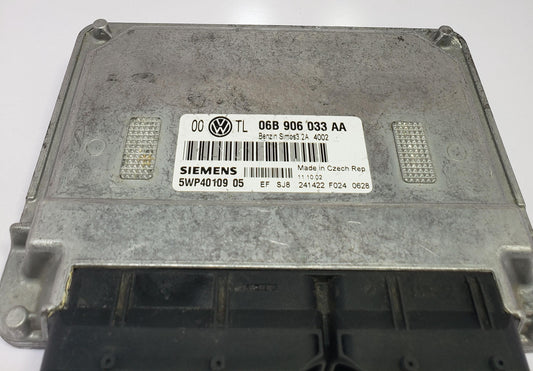 00 TL 06B 906 033 AA
Benzin Simos3.2A 4002
SIEMENS
Made in Czech Rep.
11.10.02
5WP40109 05
EF SJ8 241422 F024 0628